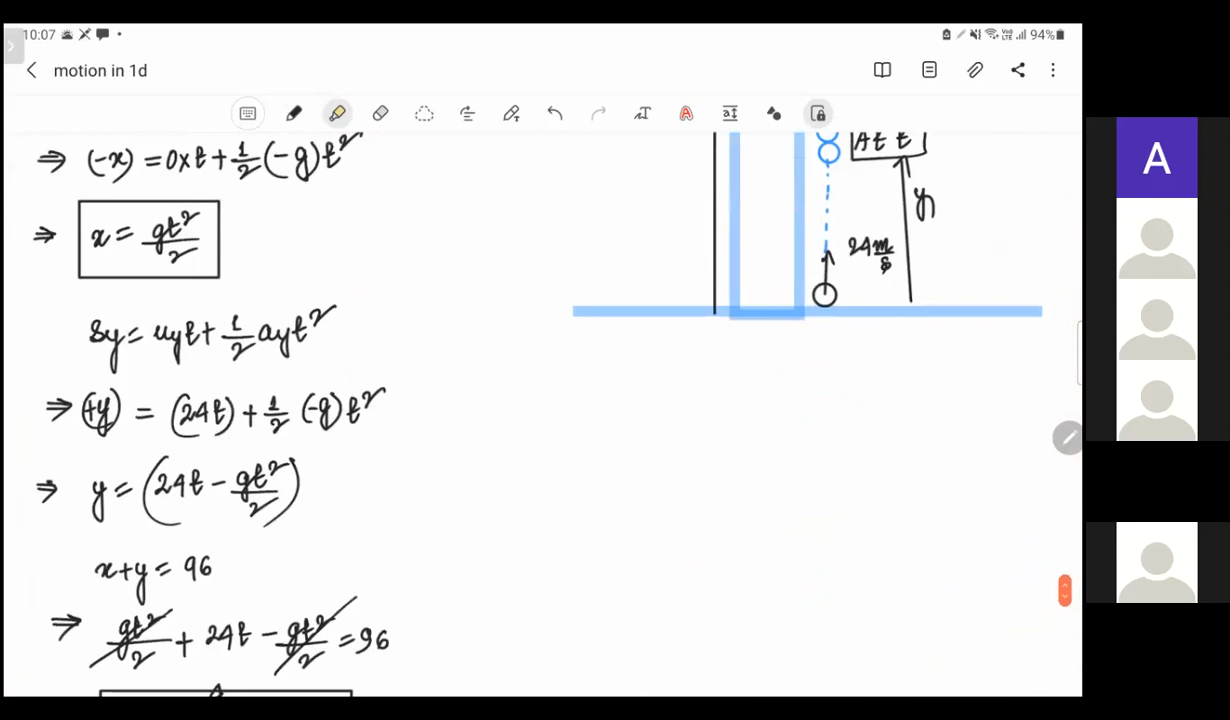 10:07
94%
motion in 1d
⇒ (-x) = 0xt + 1/2 (-g)t²
⇒ x = gt²/2
Sy = uyt + 1/2 ayt²
⇒ (+y) = (24t) + 1/2 (-g)t²
⇒ y = (24t - gt²/2)
x+y = 96
⇒ gt²/2 + 24t - gt²/2 = 96
At t
y
24 m/s
A